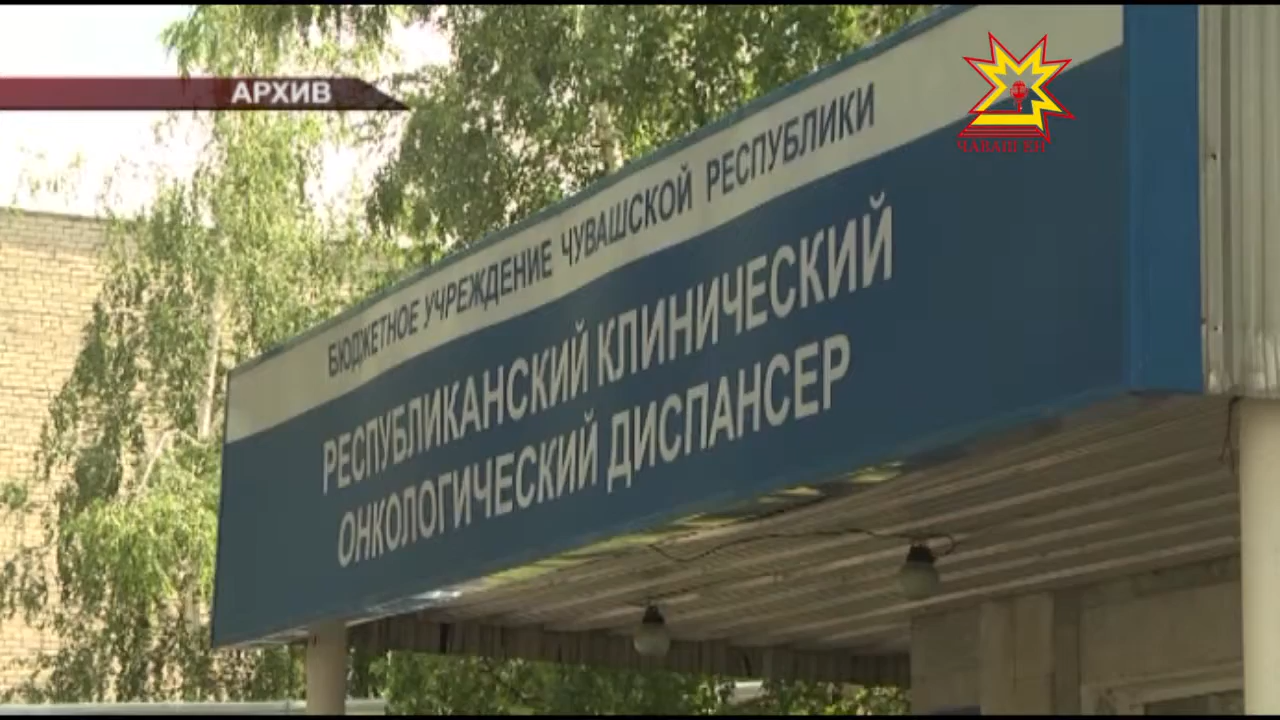 АРХИВ
ЧĂВАШ ЕН
БЮДЖЕТНОЕ УЧРЕЖДЕНИЕ ЧУВАШСКОЙ РЕСПУБЛИКИ
РЕСПУБЛИКАНСКИЙ КЛИНИЧЕСКИЙ
ОНКОЛОГИЧЕСКИЙ ДИСПАНСЕР